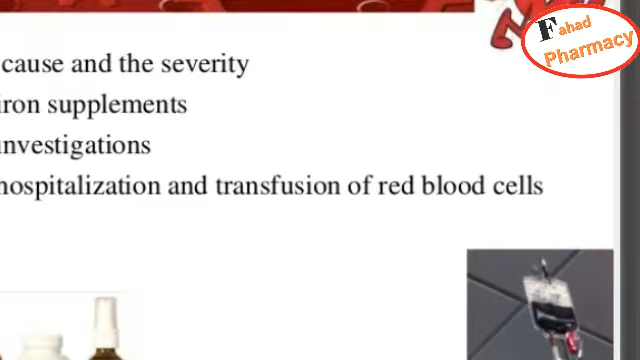 Fahad
Pharmacy
cause and the severity
iron supplements
investigations
hospitalization and transfusion of red blood cells